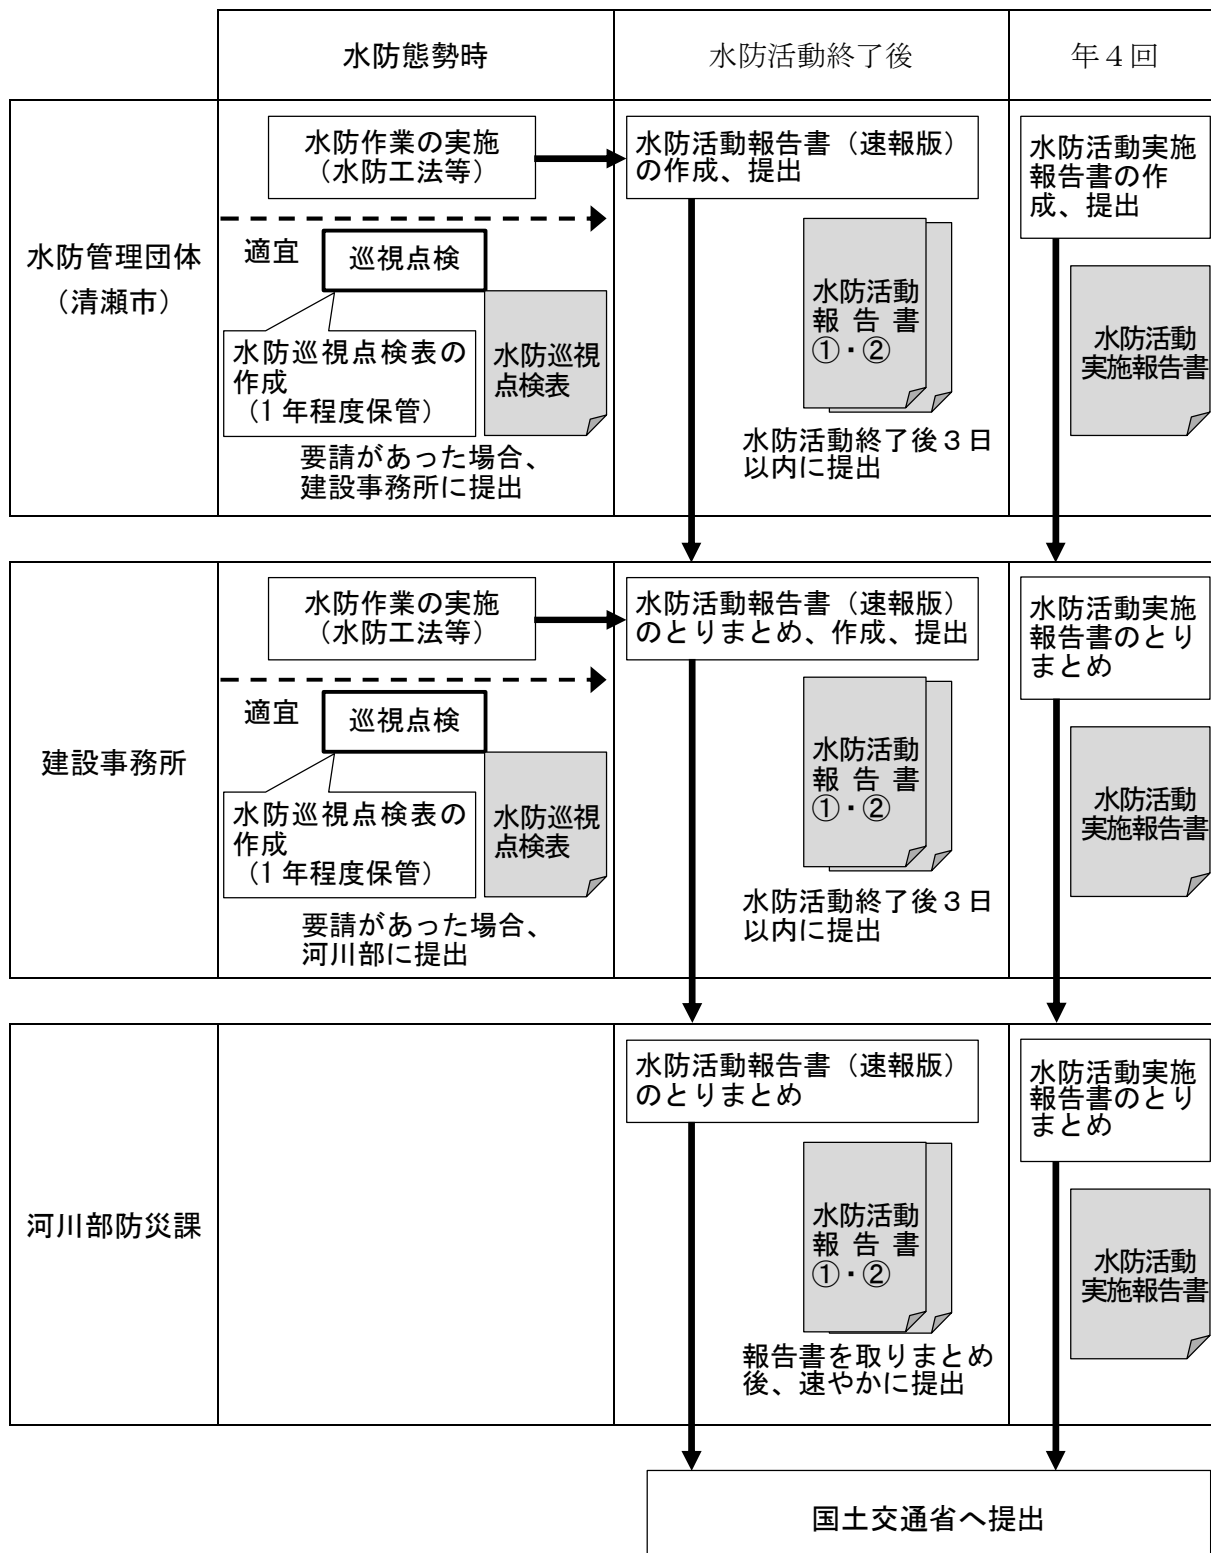 水防態勢時
水防活動終了後
年４回
水防管理団体
（清瀬市）
水防作業の実施
（水防工法等）
適宜
巡視点検
水防巡視点検表の
作成
（1 年程度保管）
水防巡視
点検表
要請があった場合、
建設事務所に提出
水防活動報告書（速報版）
の作成、提出
水防活動
報告書
①・②
水防活動終了後３日
以内に提出
水防活動実施
報告書の作
成、提出
水防活動
実施報告書
建設事務所
水防作業の実施
（水防工法等）
適宜
巡視点検
水防巡視点検表の
作成
（1 年程度保管）
水防巡視
点検表
要請があった場合、
河川部に提出
水防活動報告書（速報版）
のとりまとめ、作成、提出
水防活動
報告書
①・②
水防活動終了後３日
以内に提出
水防活動実施
報告書のとり
まとめ
水防活動
実施報告書
河川部防災課
水防活動報告書（速報版）
のとりまとめ
水防活動
報告書
①・②
報告書を取りまとめ
後、速やかに提出
水防活動実施
報告書のとり
まとめ
水防活動
実施報告書
国土交通省へ提出